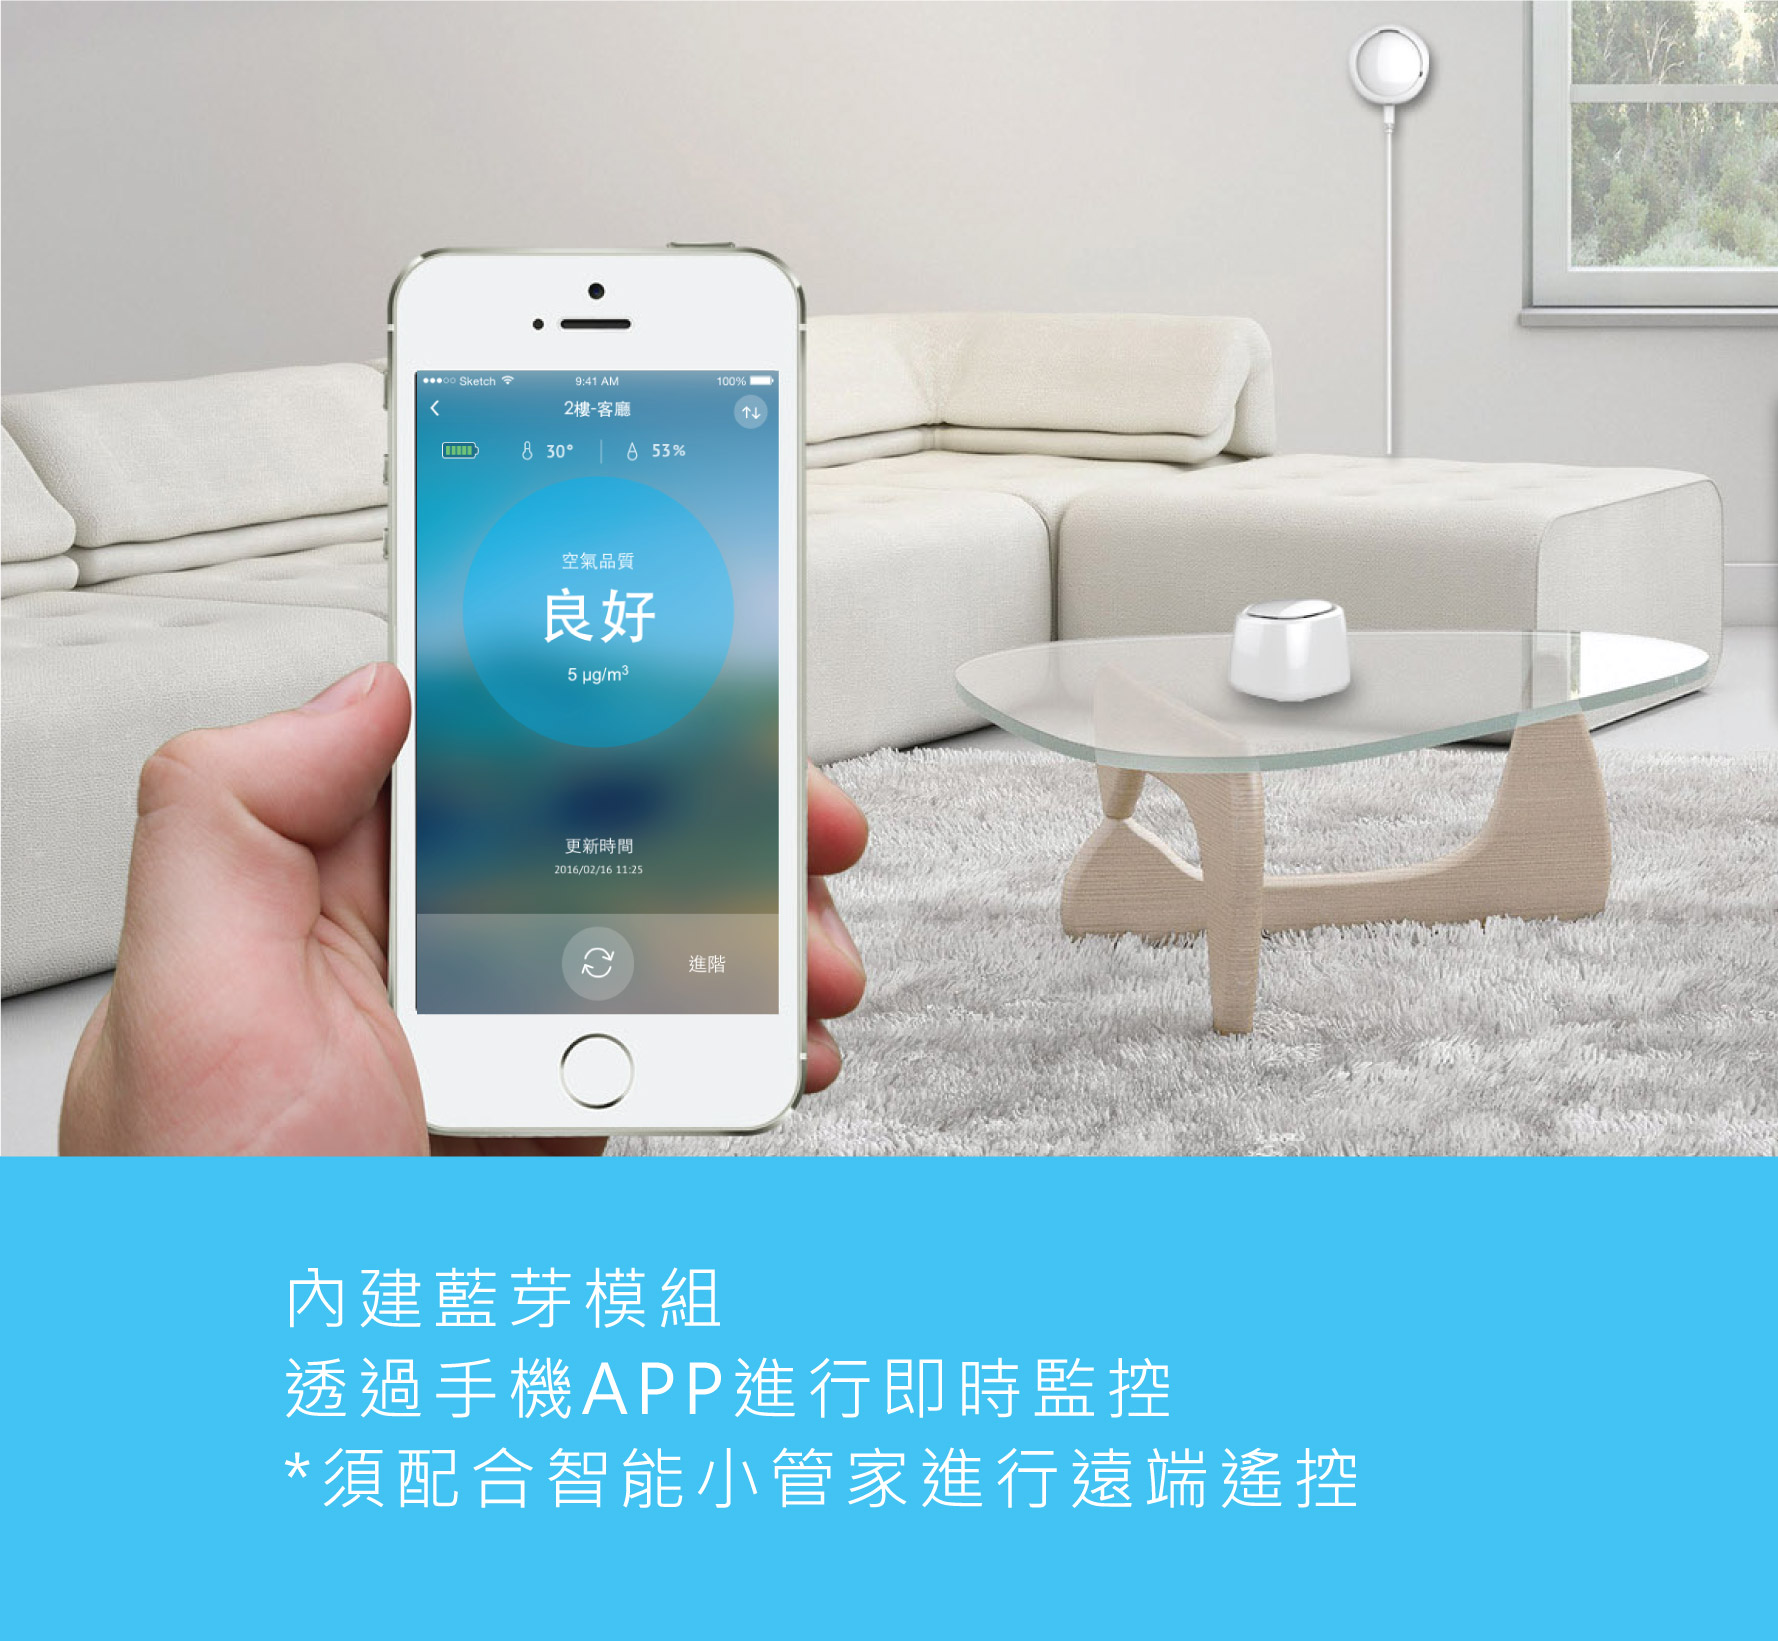 Sketch 9:41 AM 100%
2樓-客廳
30° 53%
空氣品質
良好
5 μg/m³
更新時間
2016/02/16 11:25
進階
內建藍芽模組
透過手機APP進行即時監控
*須配合智能小管家進行遠端遙控